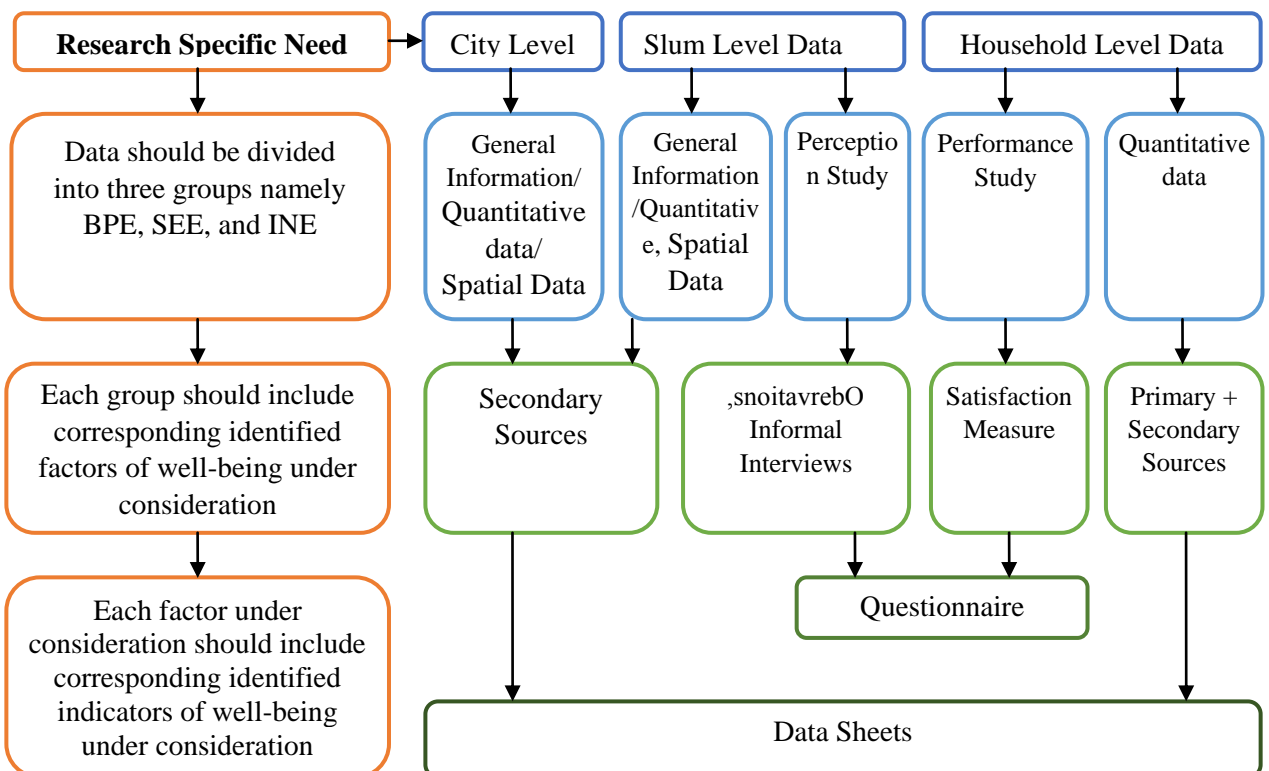 Research Specific Need
City Level
Slum Level Data
Household Level Data
Data should be divided
into three groups namely
BPE, SEE, and INE
General
Information/
Quantitative
data/
Spatial Data
General
Information
/Quantitativ
e, Spatial
Data
Perceptio
n Study
Performance
Study
Quantitative
data
Each group should include
corresponding identified
factors of well-being under
consideration
Secondary
Sources
,snoitavrebO
Informal
Interviews
Satisfaction
Measure
Primary +
Secondary
Sources
Each factor under
consideration should include
corresponding identified
indicators of well-being
under consideration
Questionnaire
Data Sheets